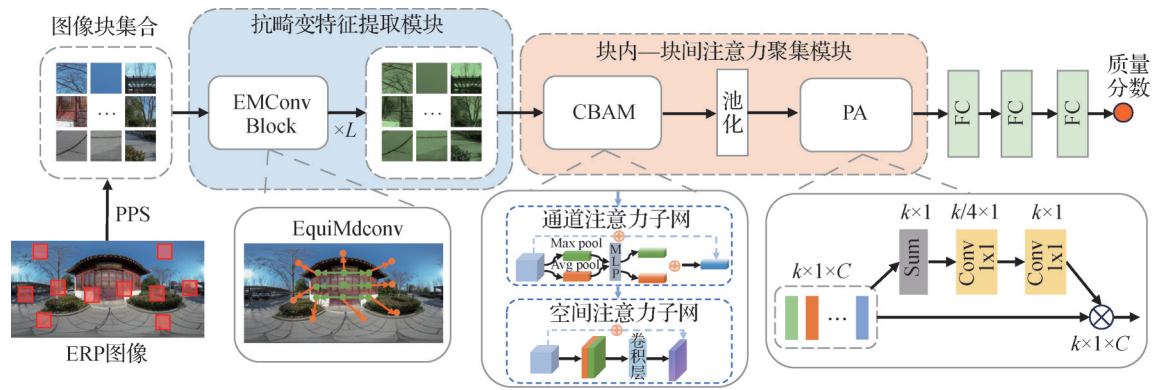 图像块集合
抗畸变特征提取模块
块内—块间注意力聚集模块
质量
分数
EMConv
Block
×L
CBAM
池化
PA
FC
FC
FC
PPS
ERP图像
EquiMdconv
通道注意力子网
Max pool
Avg pool
MLP
空间注意力子网
卷积层
k×1
k/4×1
k×1
k×1×C
Sum
Conv
1x1
Conv
1x1
k×1×C